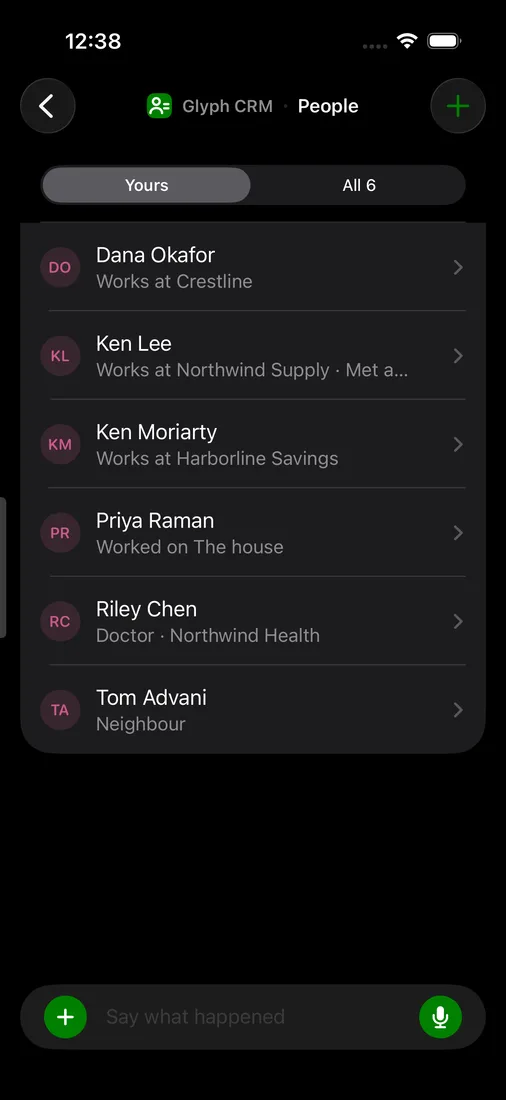 12:38
Glyph CRM · People
Yours
All 6
DO
Dana Okafor
Works at Crestline
KL
Ken Lee
Works at Northwind Supply · Met a...
KM
Ken Moriarty
Works at Harborline Savings
PR
Priya Raman
Worked on The house
RC
Riley Chen
Doctor · Northwind Health
TA
Tom Advani
Neighbour
Say what happened